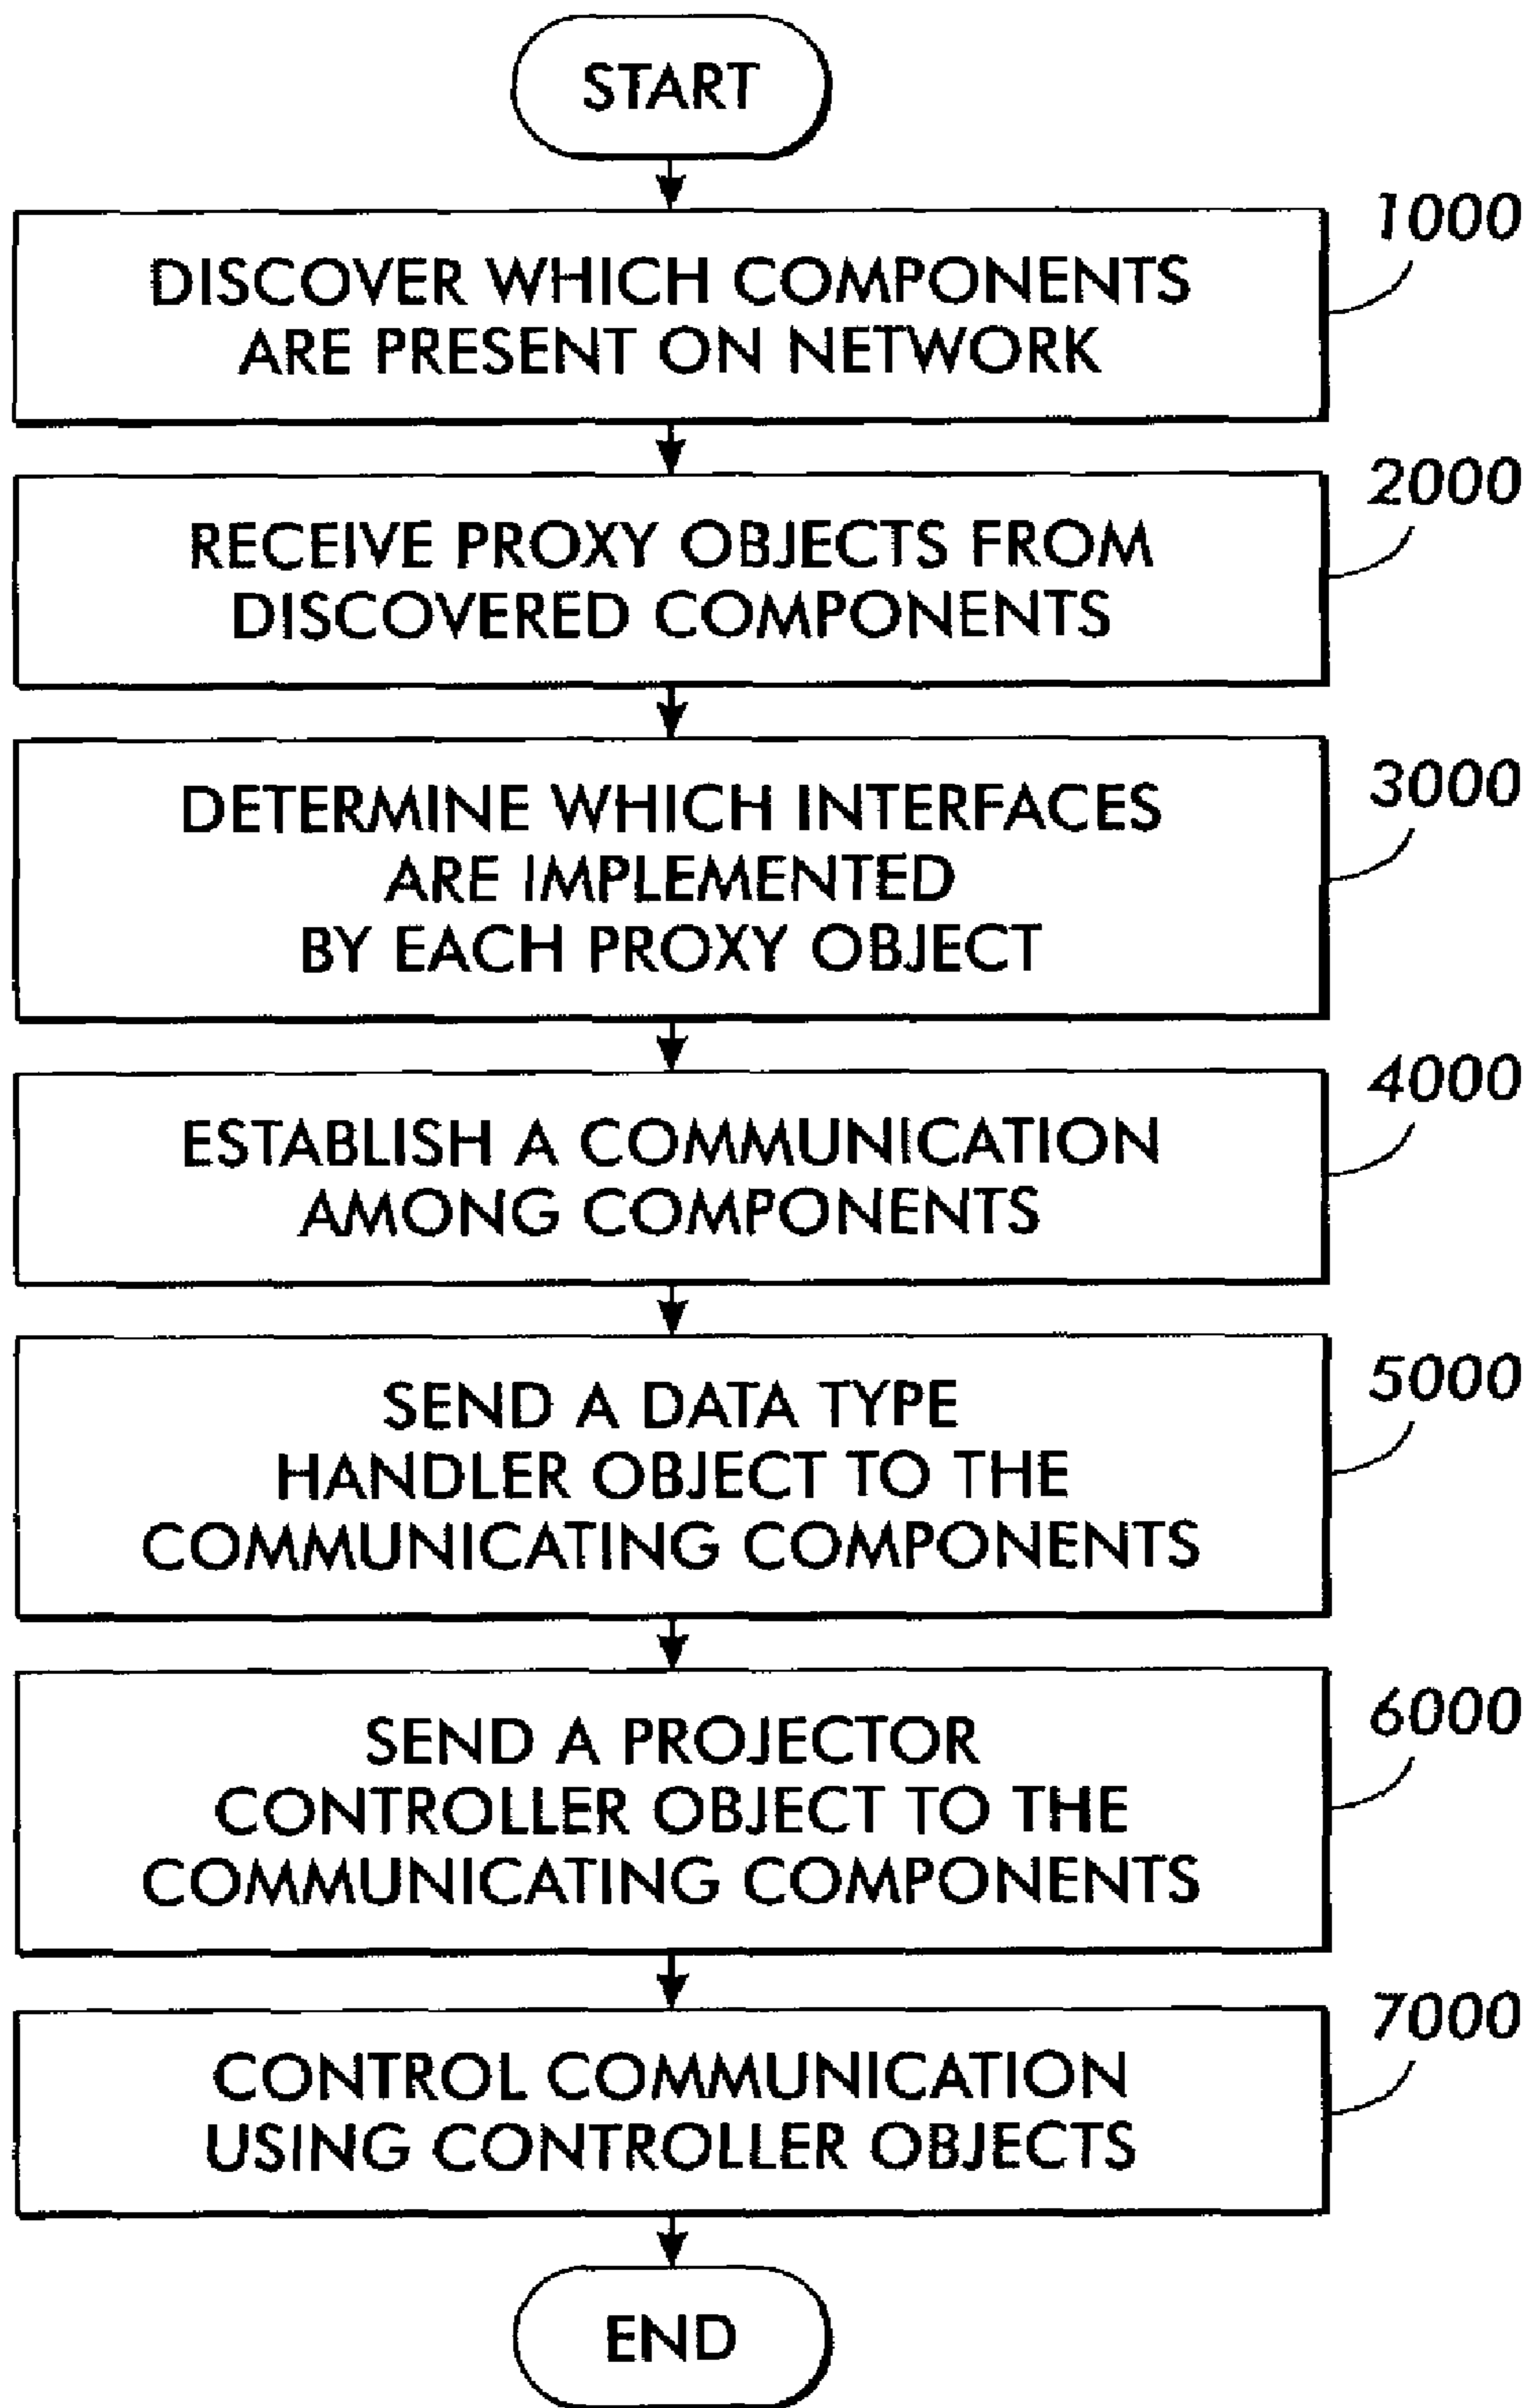 START
1000
DISCOVER WHICH COMPONENTS
ARE PRESENT ON NETWORK
2000
RECEIVE PROXY OBJECTS FROM
DISCOVERED COMPONENTS
3000
DETERMINE WHICH INTERFACES
ARE IMPLEMENTED
BY EACH PROXY OBJECT
4000
ESTABLISH A COMMUNICATION
AMONG COMPONENTS
5000
SEND A DATA TYPE
HANDLER OBJECT TO THE
COMMUNICATING COMPONENTS
6000
SEND A PROJECTOR
CONTROLLER OBJECT TO THE
COMMUNICATING COMPONENTS
7000
CONTROL COMMUNICATION
USING CONTROLLER OBJECTS
END